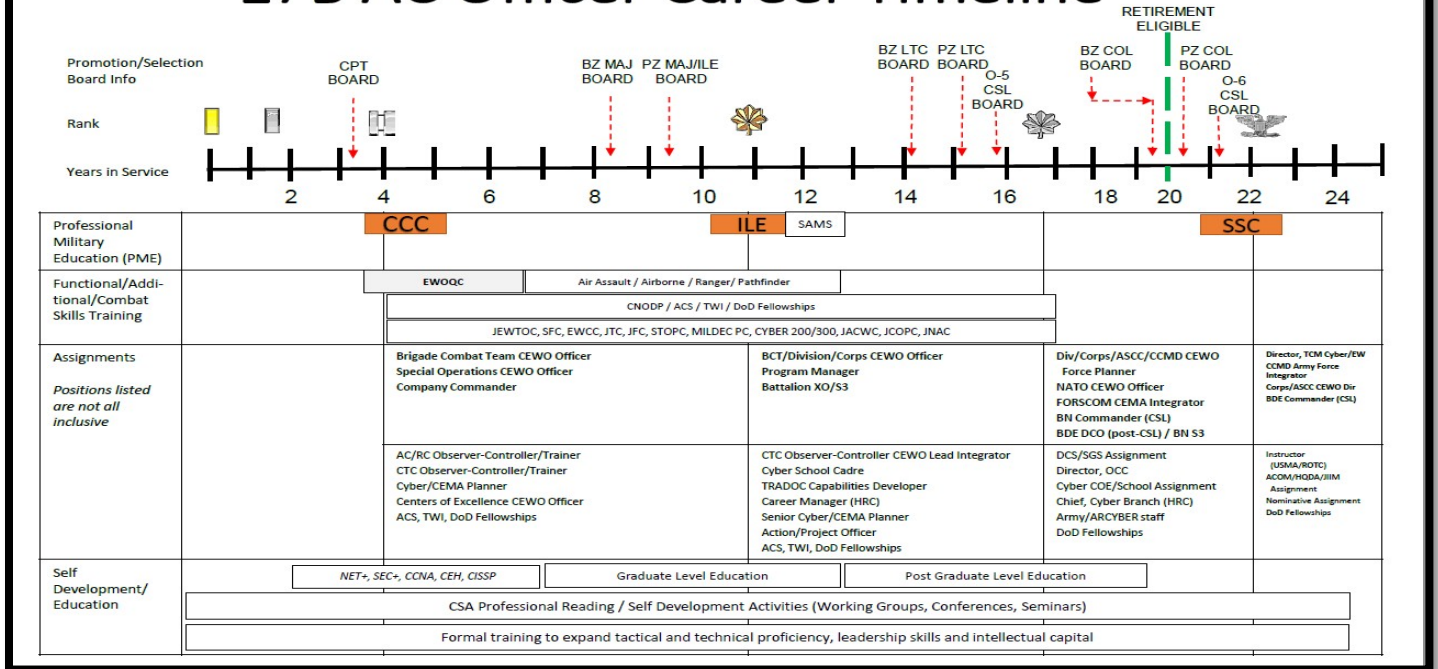 17B AC Officer Career Timeline
RETIREMENT
ELIGIBLE
Promotion/Selection
Board Info
CPT
BOARD
BZ MAJ
BOARD
PZ MAJ/ILE
BOARD
BZ LTC
BOARD
PZ LTC
BOARD
O-5
CSL
BOARD
BZ COL
BOARD
PZ COL
BOARD
O-6
CSL
BOARD
Rank
Years in Service
2 4 6 8 10 12 14 16 18 20 22 24
Professional
Military
Education (PME)
CCC
ILE
SAMS
SSC
Functional/Addi-
tional/Combat
Skills Training
EWOQC
Air Assault / Airborne / Ranger/ Pathfinder
CNODP / ACS / TWI / DoD Fellowships
JEWTOC, SFC, EWCC, JTC, JFC, STOPC, MILDEC PC, CYBER 200/300, JACWC, JCOPC, JNAC
Assignments
Positions listed
are not all
inclusive
Brigade Combat Team CEWO Officer
Special Operations CEWO Officer
Company Commander
BCT/Division/Corps CEWO Officer
Program Manager
Battalion XO/S3
Div/Corps/ASCC/CCMD CEWO
Force Planner
NATO CEWO Officer
FORSCOM CEMA Integrator
BN Commander (CSL)
BDE DCO (post-CSL) / BN S3
Director, TCM Cyber/EW
CCMD Army Force
Integrator
Corps/ASCC CEWO Dir
BDE Commander (CSL)
AC/RC Observer-Controller/Trainer
CTC Observer-Controller/Trainer
Cyber/CEMA Planner
Centers of Excellence CEWO Officer
ACS, TWI, DoD Fellowships
CTC Observer-Controller CEWO Lead Integrator
Cyber School Cadre
TRADOC Capabilities Developer
Career Manager (HRC)
Senior Cyber/CEMA Planner
Action/Project Officer
ACS, TWI, DoD Fellowships
DCS/SGS Assignment
Director, OCC
Cyber COE/School Assignment
Chief, Cyber Branch (HRC)
Army/ARCYBER staff
DoD Fellowships
Instructor
(USMA/ROTC)
ACOM/HQDA/JIIM
Assignment
Nominative Assignment
DoD Fellowships
Self
Development/
Education
NET+, SEC+, CCNA, CEH, CISSP
Graduate Level Education
Post Graduate Level Education
CSA Professional Reading / Self Development Activities (Working Groups, Conferences, Seminars)
Formal training to expand tactical and technical proficiency, leadership skills and intellectual capital